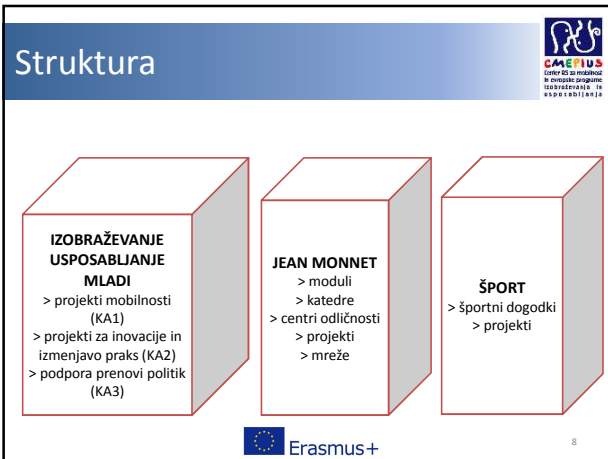 Struktura
CMEPIUS
Center RS za mobilnost
in evropske programe
izobraževanja in
usposabljanja
IZOBRAŽEVANJE
USPOSABLJANJE
MLADI
> projekti mobilnosti
(KA1)
> projekti za inovacije in
izmenjavo praks (KA2)
> podpora prenovi politik
(KA3)
JEAN MONNET
> moduli
> katedre
> centri odličnosti
> projekti
> mreže
ŠPORT
> športni dogodki
> projekti
Erasmus+
8